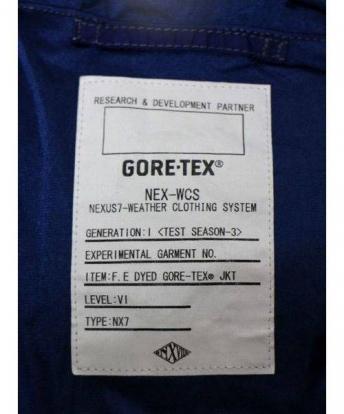 RESEARCH & DEVELOPMENT PARTNER
GORE-TEX®
NEX-WCS
NEXUS7-WEATHER CLOTHING SYSTEM
GENERATION:I <TEST SEASON-3>
EXPERIMENTAL GARMENT NO.
ITEM:F.E DYED GORE-TEX® JKT
LEVEL:VI
TYPE:NX7